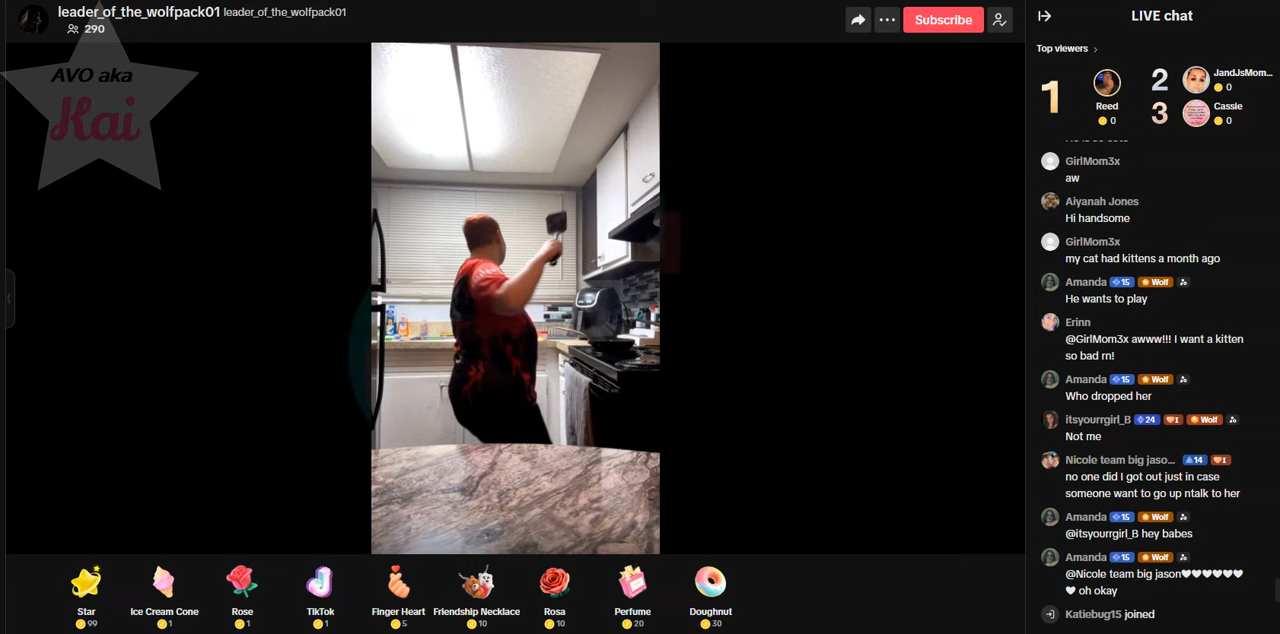 leader_of_the_wolfpack01 leader_of_the_wolfpack01
290
Subscribe
AVO aka
Kai
LIVE chat
Top viewers
1
Reed
0
2
JandJsMom...
0
3
Cassie
0
GirlMom3x
aw
Aiyanah Jones
Hi handsome
GirlMom3x
my cat had kittens a month ago
Amanda 15 Wolf
He wants to play
Erinn
@GirlMom3x awww!!! I want a kitten
so bad rn!
Amanda 15 Wolf
Who dropped her
itsyourrgirl_B 24 I Wolf
Not me
Nicole team big jaso... 14 I
no one did I got out just in case
someone want to go up ntalk to her
Amanda 15 Wolf
@itsyourrgirl_B hey babes
Amanda 15 Wolf
@Nicole team big jason♥♥♥♥♥♥
♥ oh okay
Katiebug15 joined
Star
99
Ice Cream Cone
1
Rose
1
TikTok
1
Finger Heart
5
Friendship Necklace
10
Rosa
10
Perfume
20
Doughnut
30